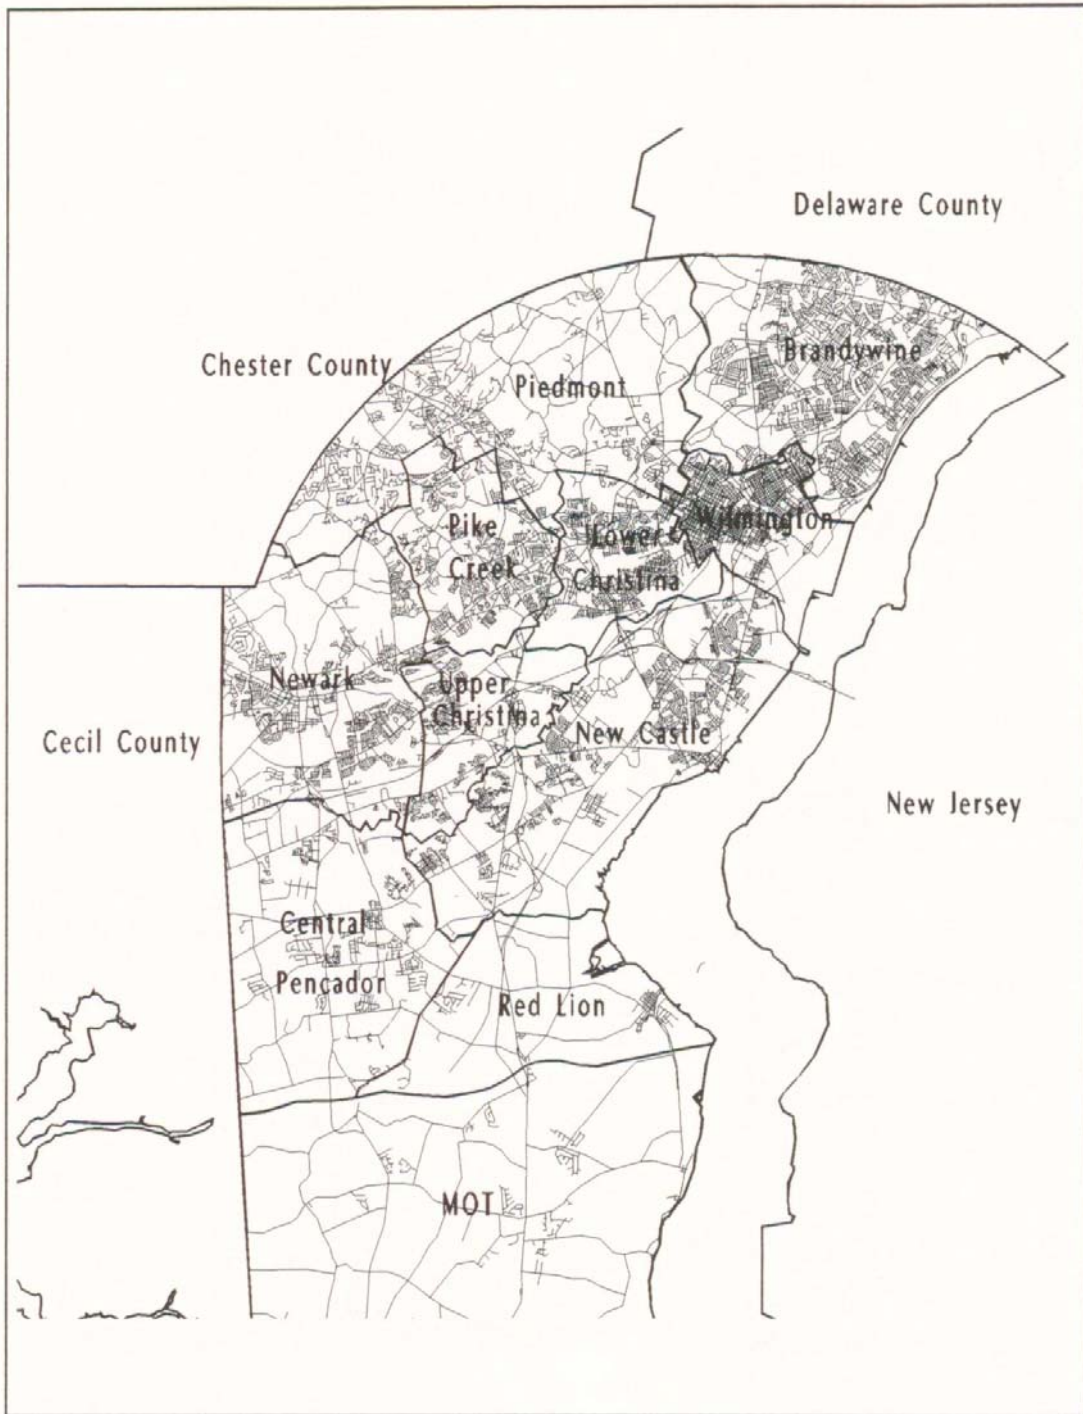 Delaware County
Brandywine
Chester County
Piedmont
Pike
Creek
Lower
Christina
Wilmington
Newark
Upper
Christina
New Castle
Cecil County
New Jersey
Central
Pencador
Red Lion
MOT